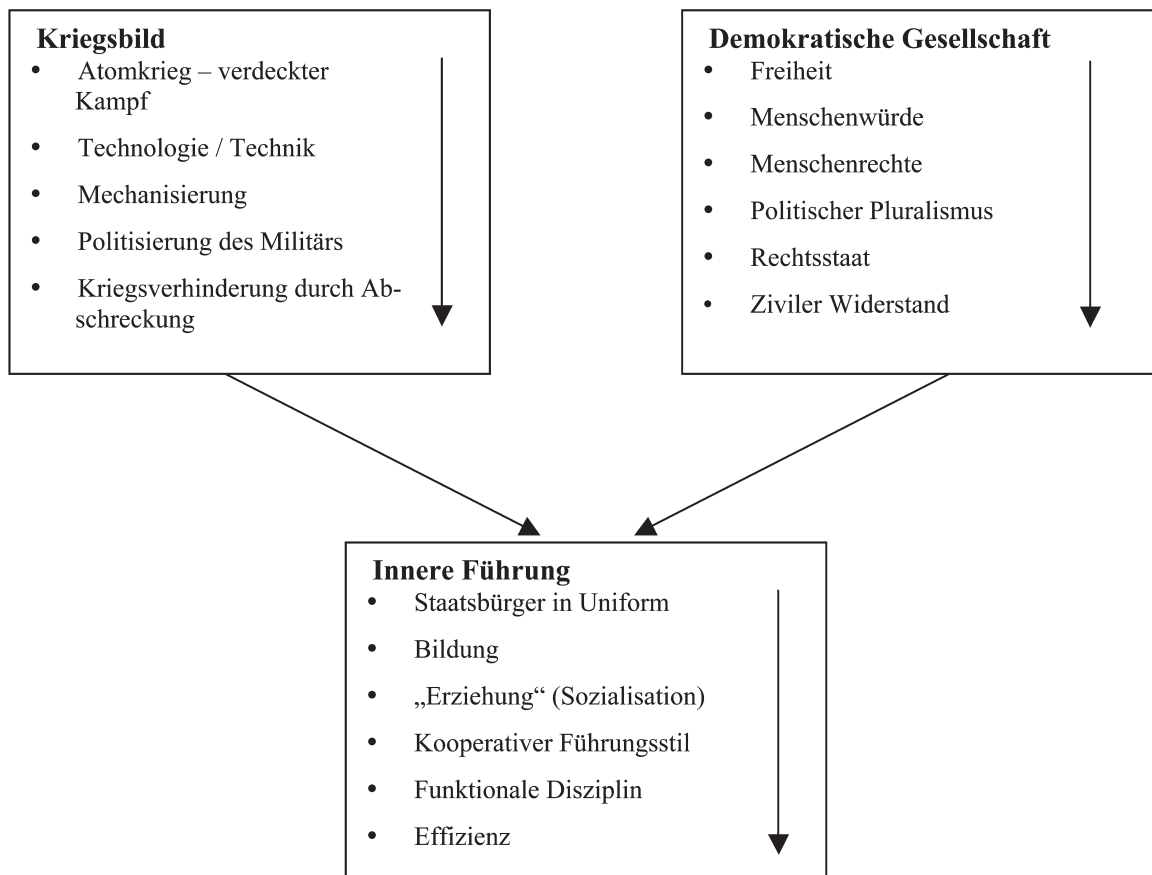 Kriegsbild
• Atomkrieg – verdeckter
Kampf
• Technologie / Technik
• Mechanisierung
• Politisierung des Militärs
• Kriegsverhinderung durch Ab-
schreckung
Demokratische Gesellschaft
• Freiheit
• Menschenwürde
• Menschenrechte
• Politischer Pluralismus
• Rechtsstaat
• Ziviler Widerstand
Innere Führung
• Staatsbürger in Uniform
• Bildung
• „Erziehung“ (Sozialisation)
• Kooperativer Führungsstil
• Funktionale Disziplin
• Effizienz